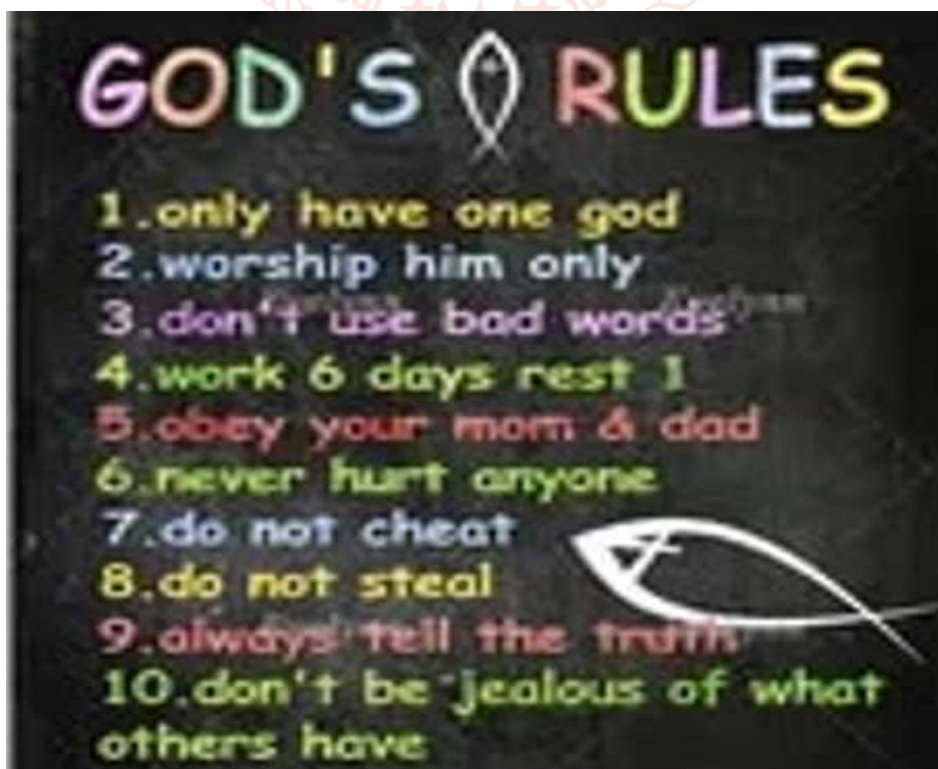 GOD'S RULES
1.only have one god
2.worship him only
3.don't use bad words
4.work 6 days rest 1
5.obey your mom & dad
6.never hurt anyone
7.do not cheat
8.do not steal
9.always tell the truth
10.don't be jealous of what
others have